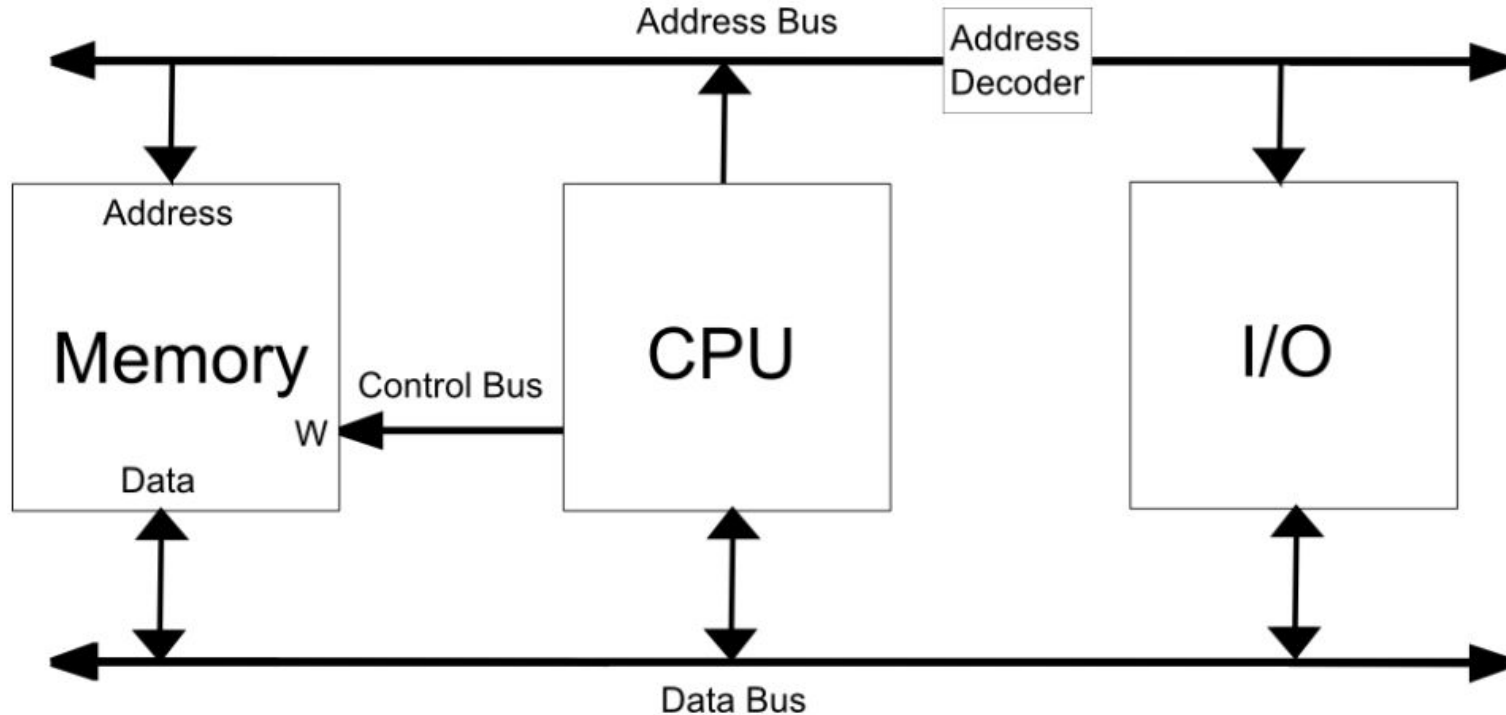 Address Bus
Address
Decoder
Address
Memory
CPU
I/O
Control Bus
W
Data
Data Bus